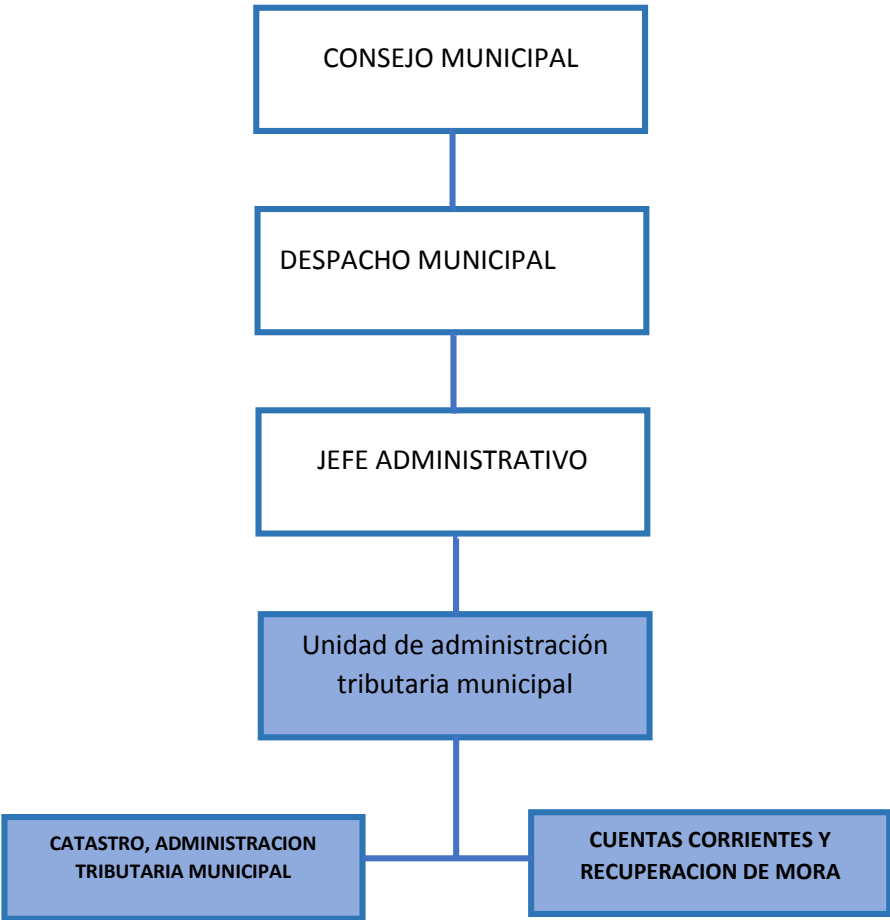 CONSEJO MUNICIPAL
DESPACHO MUNICIPAL
JEFE ADMINISTRATIVO
Unidad de administración
tributaria municipal
CATASTRO, ADMINISTRACION
TRIBUTARIA MUNICIPAL
CUENTAS CORRIENTES Y
RECUPERACION DE MORA